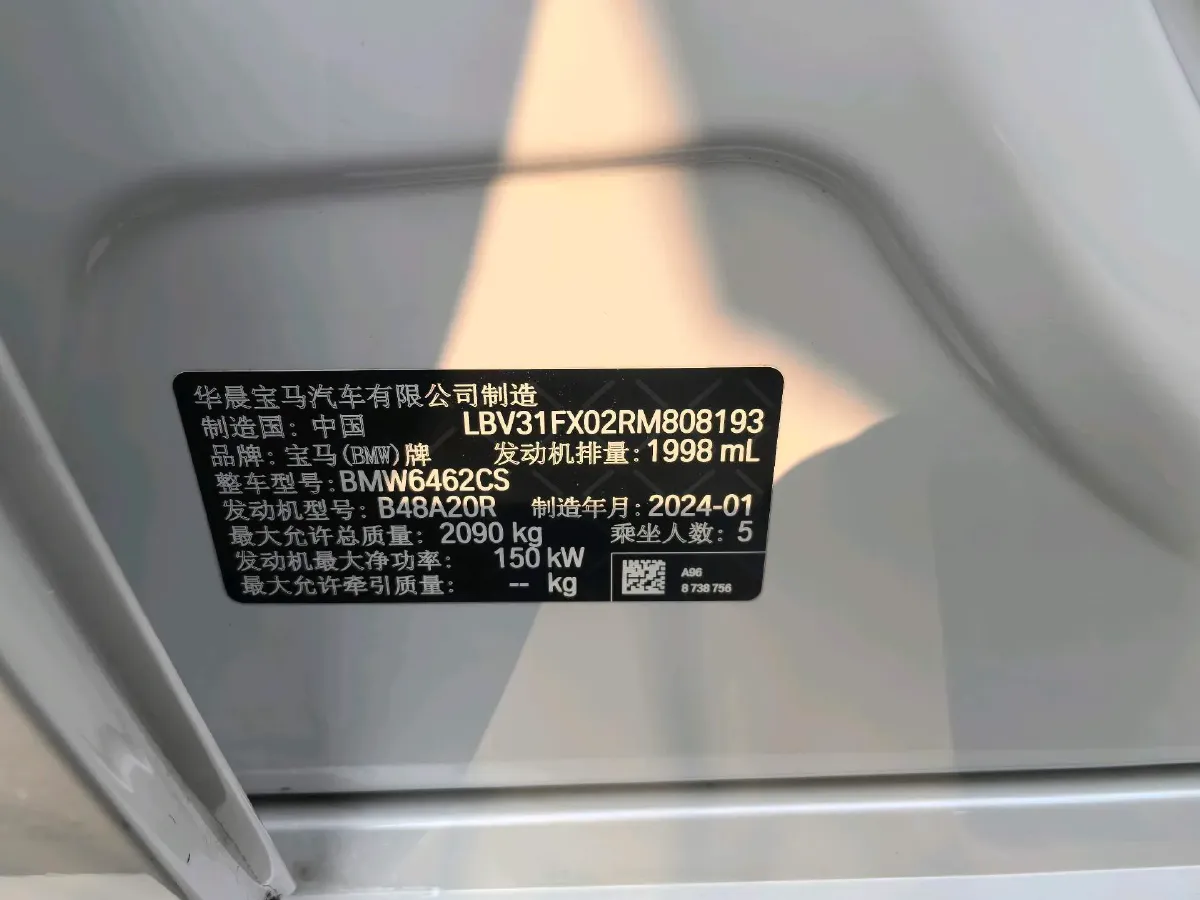 华晨宝马汽车有限公司制造
制造国：中国 LBV31FX02RM808193
品牌：宝马(BMW)牌 发动机排量：1998 mL
整车型号：BMW6462CS
发动机型号：B48A20R 制造年月：2024-01
最大允许总质量：2090 kg 乘坐人数：5
发动机最大净功率：150 kW
最大允许牵引质量：-- kg
A96
8 738 756